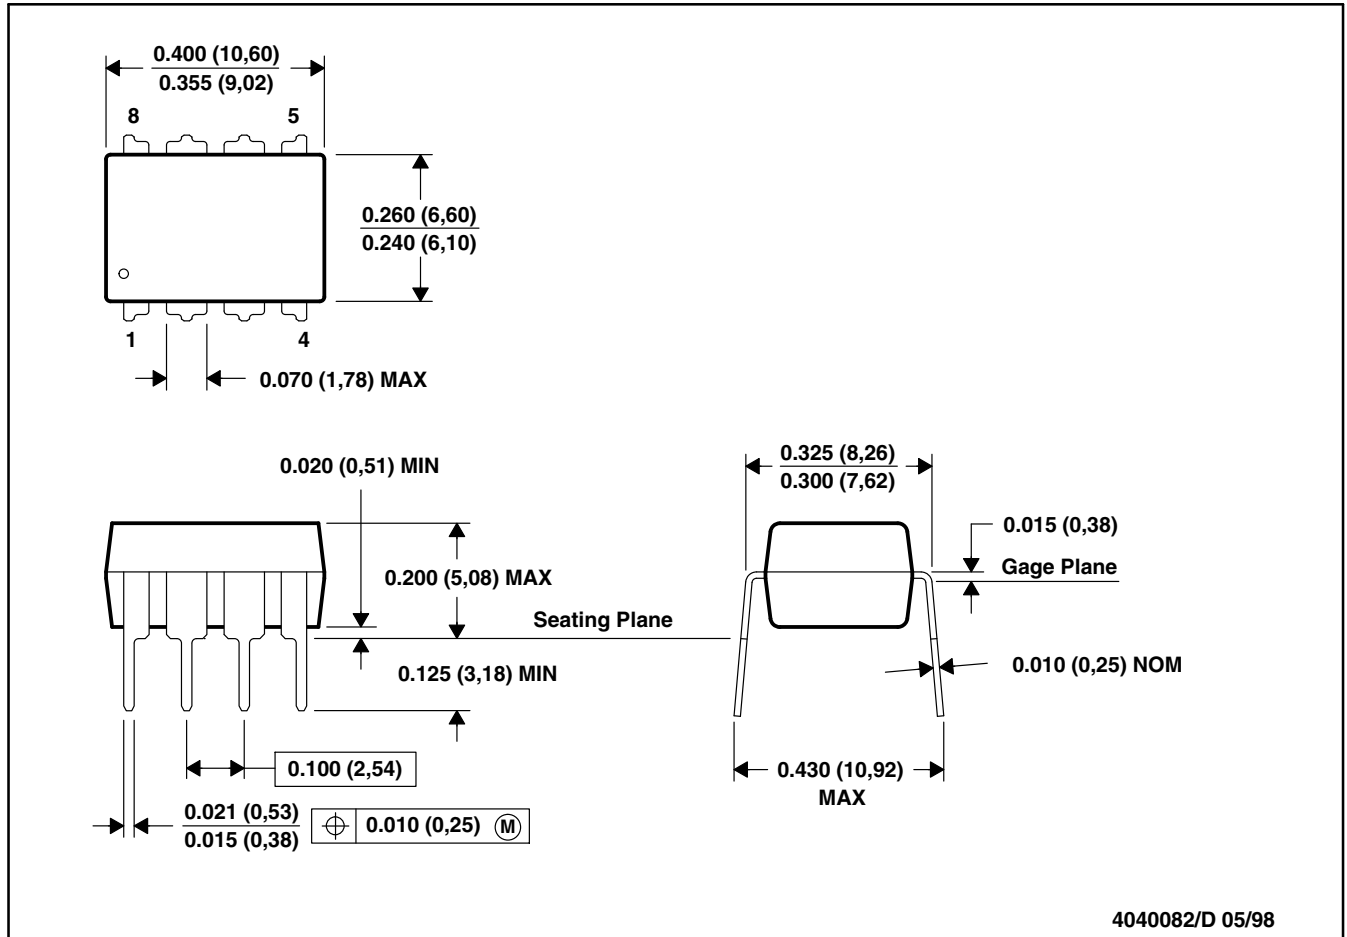 0.400 (10,60)
0.355 (9,02)
8
5
0.260 (6,60)
0.240 (6,10)
1
4
0.070 (1,78) MAX
0.020 (0,51) MIN
0.200 (5,08) MAX
Seating Plane
0.125 (3,18) MIN
0.100 (2,54)
0.021 (0,53)
0.015 (0,38)
0.010 (0,25) M
0.325 (8,26)
0.300 (7,62)
0.015 (0,38)
Gage Plane
0.010 (0,25) NOM
0.430 (10,92)
MAX
4040082/D 05/98